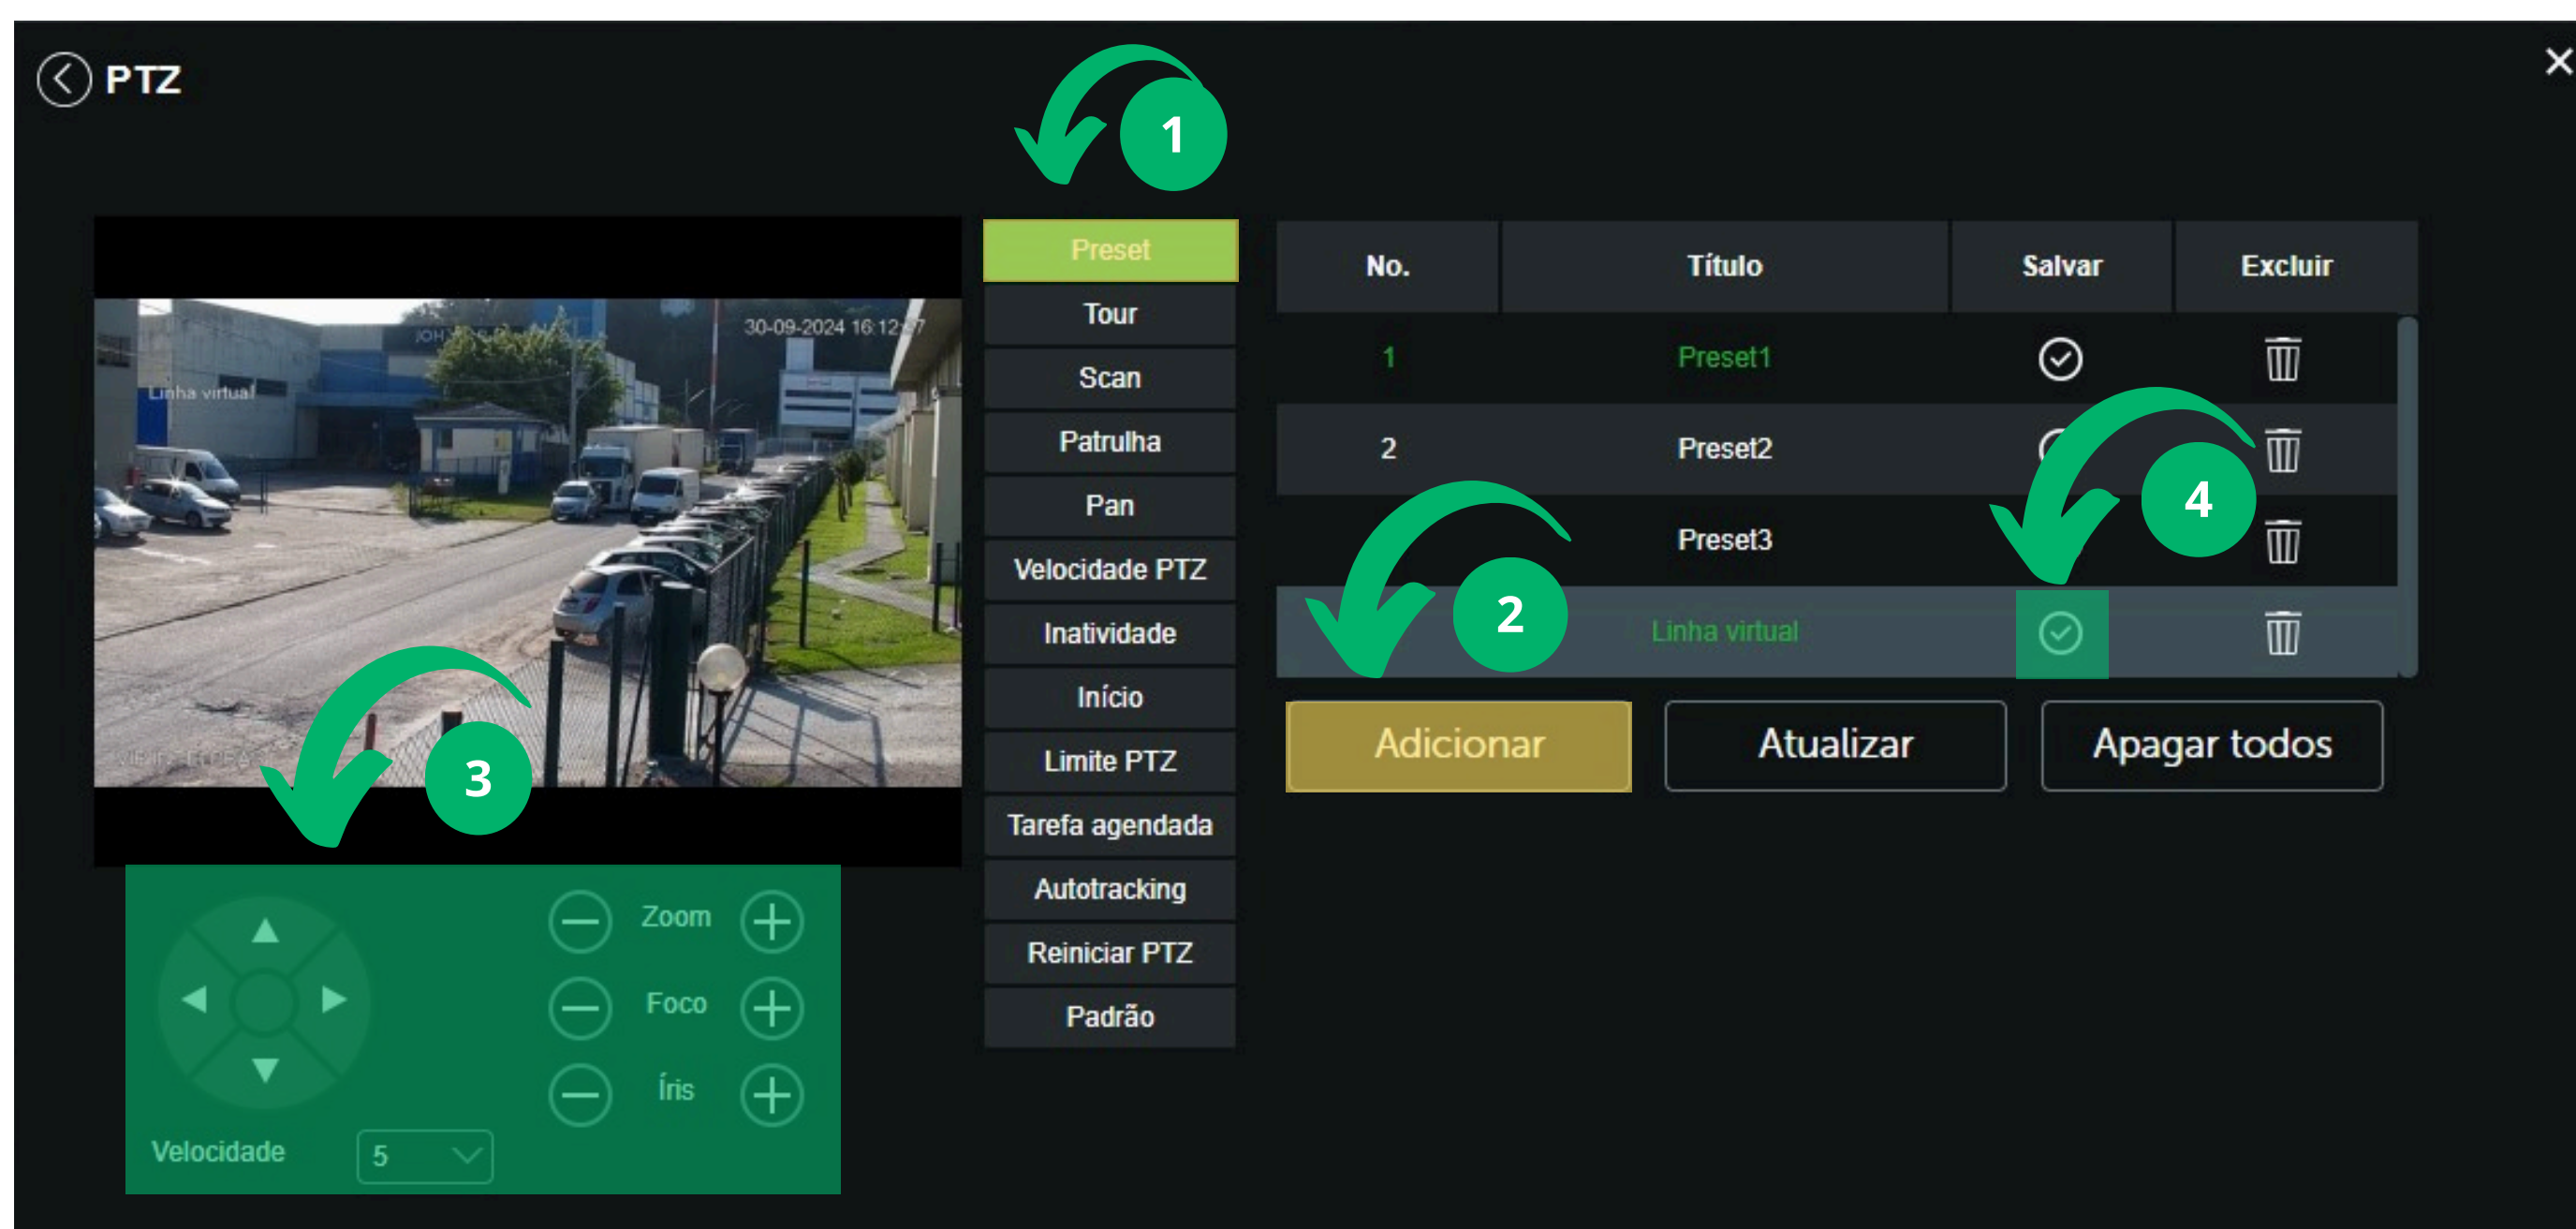 PTZ
1
30-09-2024 16:12
Linha virtual
3
Zoom
Foco
Íris
Velocidade
5
Preset
Tour
Scan
Patrulha
Pan
Velocidade PTZ
Inatividade
Início
Limite PTZ
Tarefa agendada
Autotracking
Reiniciar PTZ
Padrão
No. Título Salvar Excluir
1 Preset1
2 Preset2
Preset3
Linha virtual
4
2
Adicionar Atualizar Apagar todos